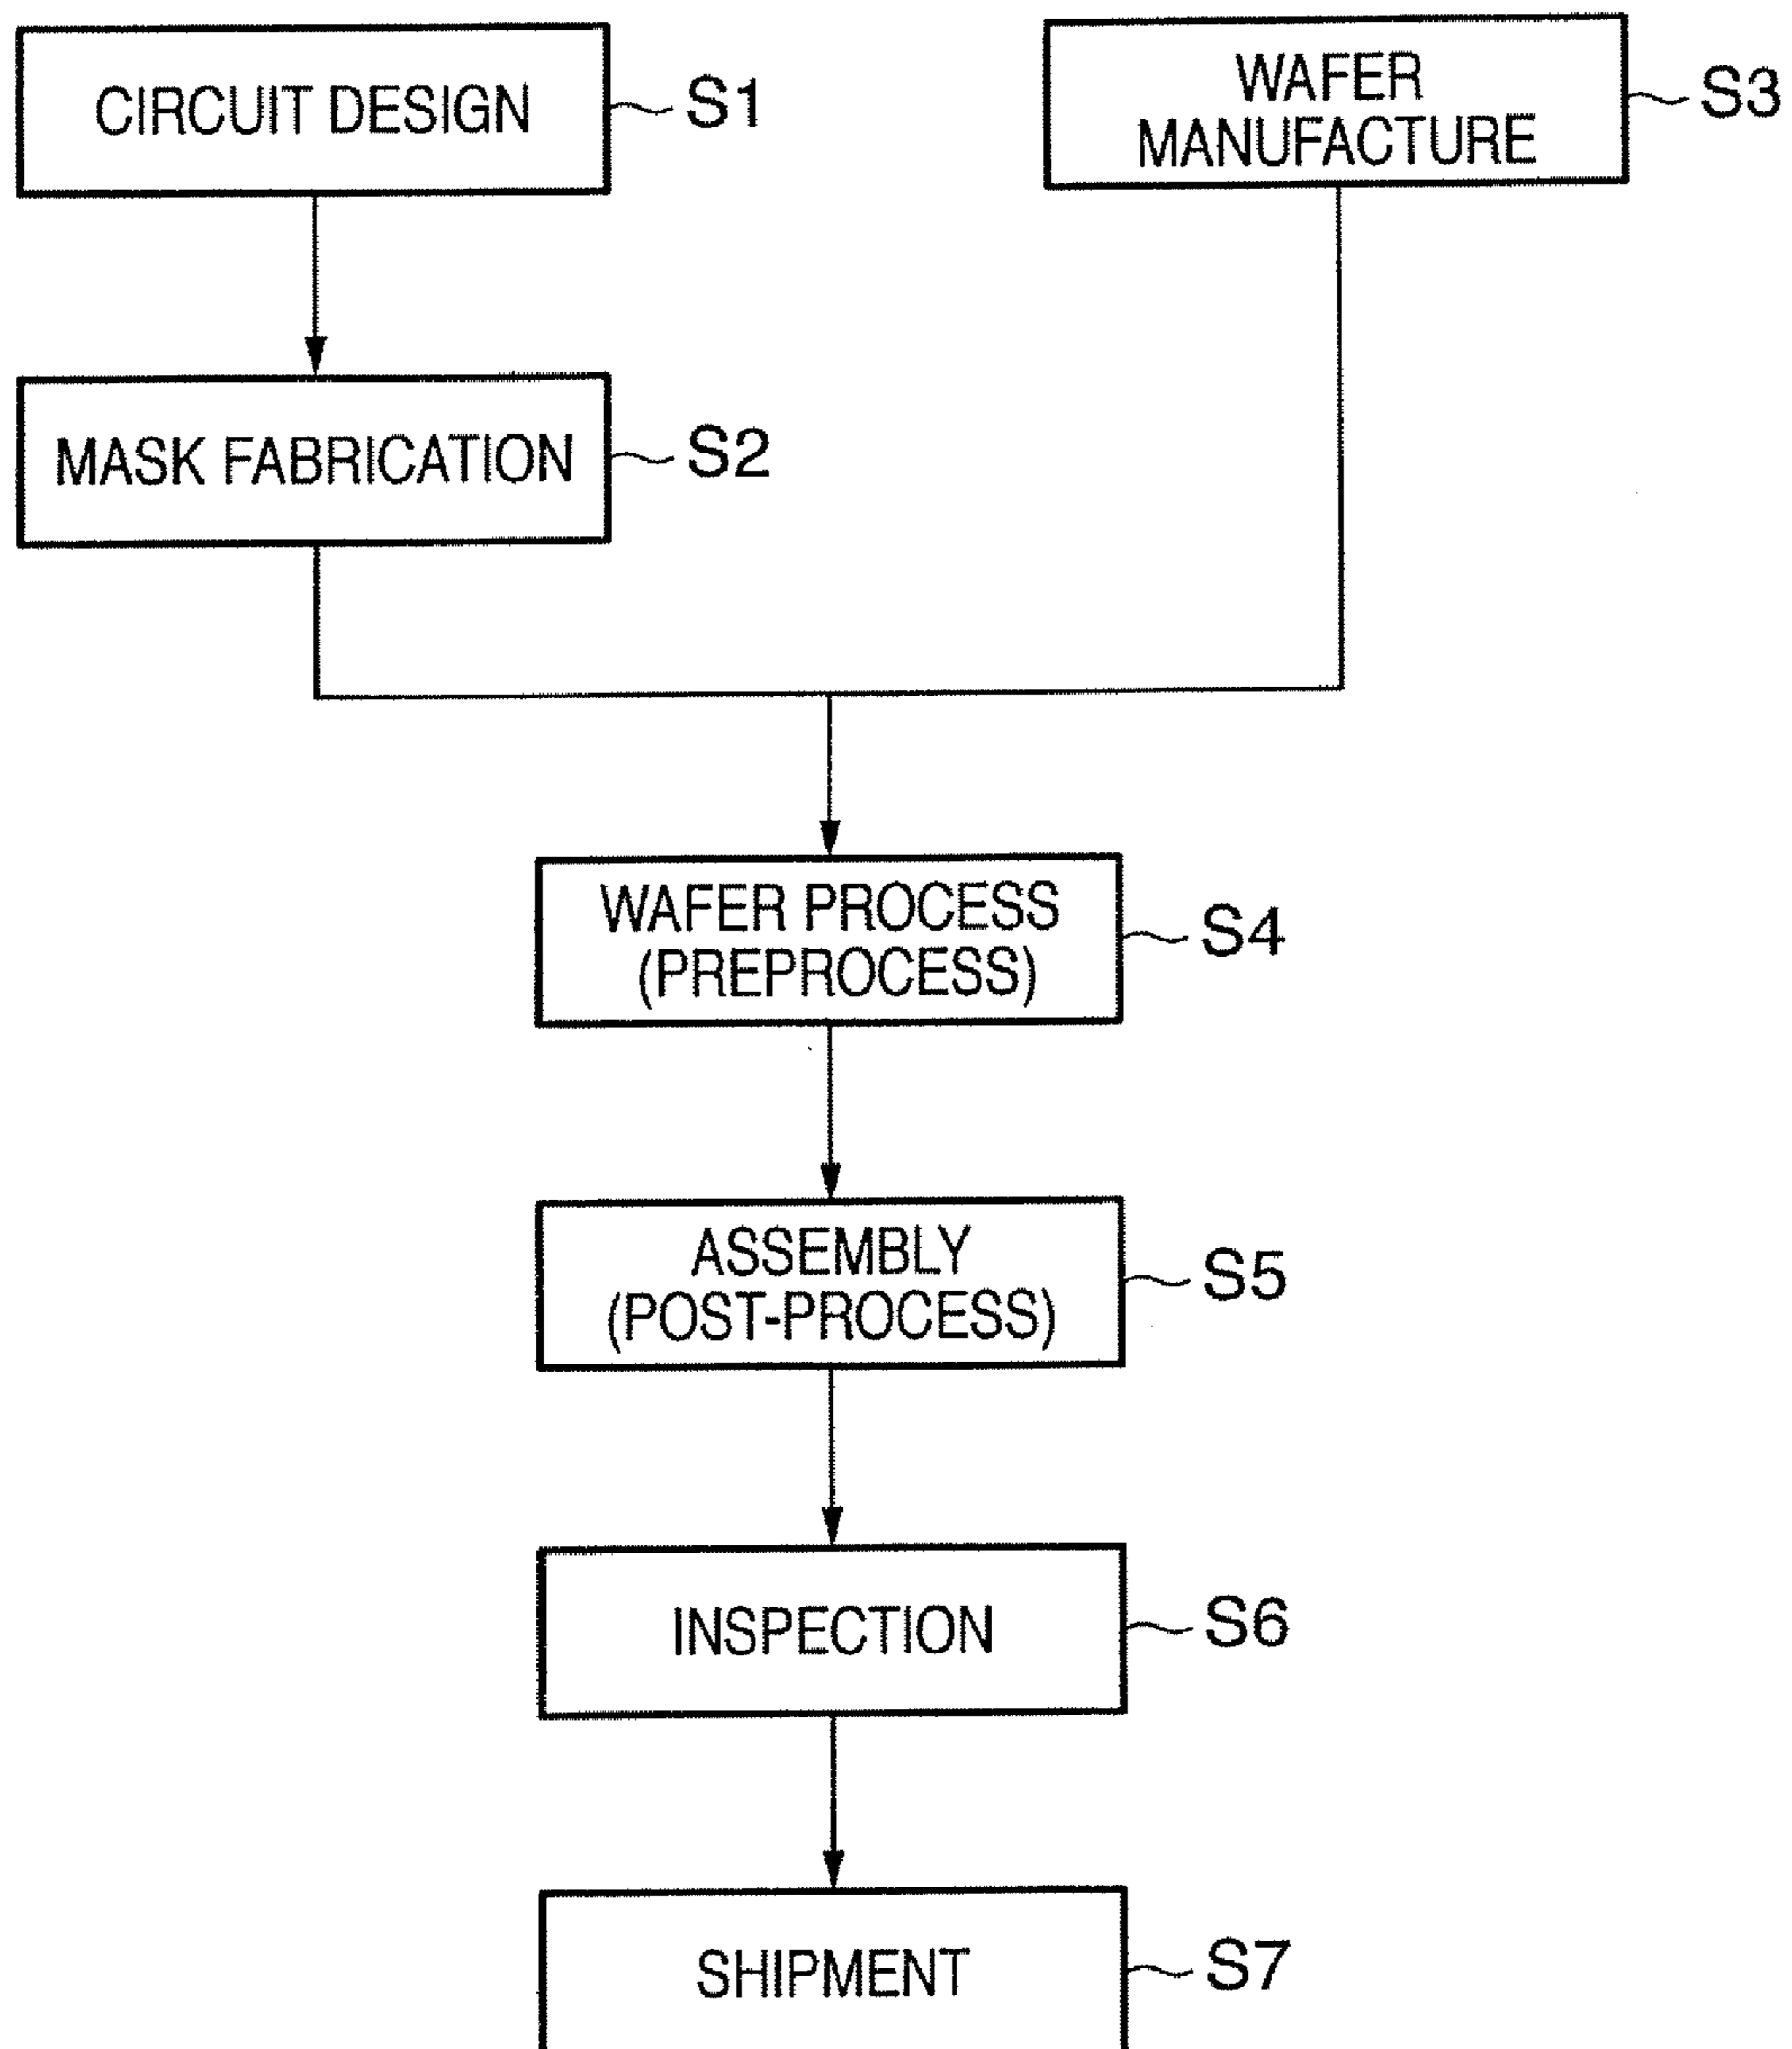 CIRCUIT DESIGN
S1
WAFER
MANUFACTURE
S3
MASK FABRICATION
S2
WAFER PROCESS
(PREPROCESS)
S4
ASSEMBLY
(POST-PROCESS)
S5
INSPECTION
S6
SHIPMENT
S7